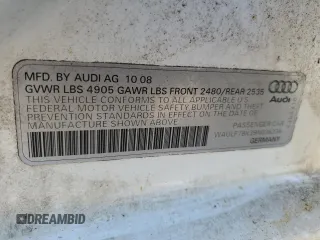 MFD. BY AUDI AG 10 08
GVWR LBS 4905 GAWR LBS FRONT 2480/REAR 2535
THIS VEHICLE CONFORMS TO ALL APPLICABLE U.S.
FEDERAL MOTOR VEHICLE SAFETY BUMPER AND THEFT
PREVENTION STANDARDS IN EFFECT ON THE DATE OF
MANUFACTURE SHOWN ABOVE
Audi
PASSENGER CAR
GERMANY
DREAMBID